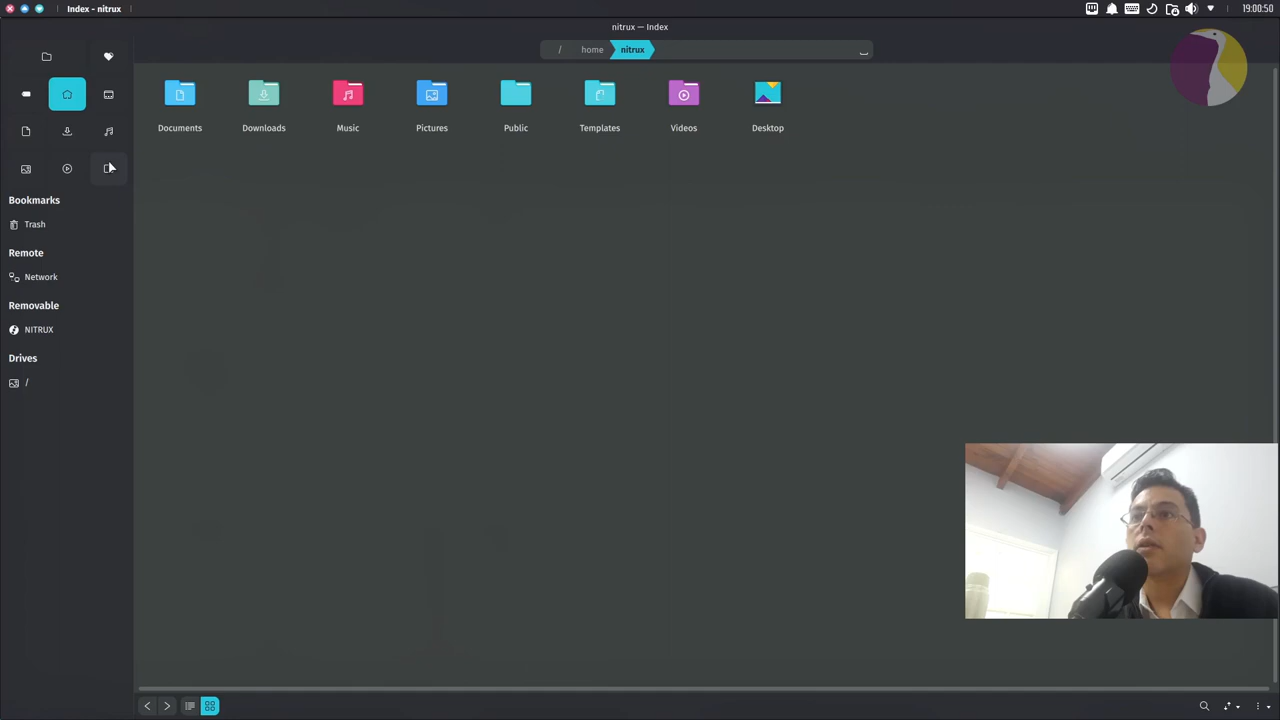 Index - nitrux
19:00:50
nitrux — Index
/ home nitrux
Documents Downloads Music Pictures Public Templates Videos Desktop
Bookmarks
Trash
Remote
Network
Removable
NITRUX
Drives
/